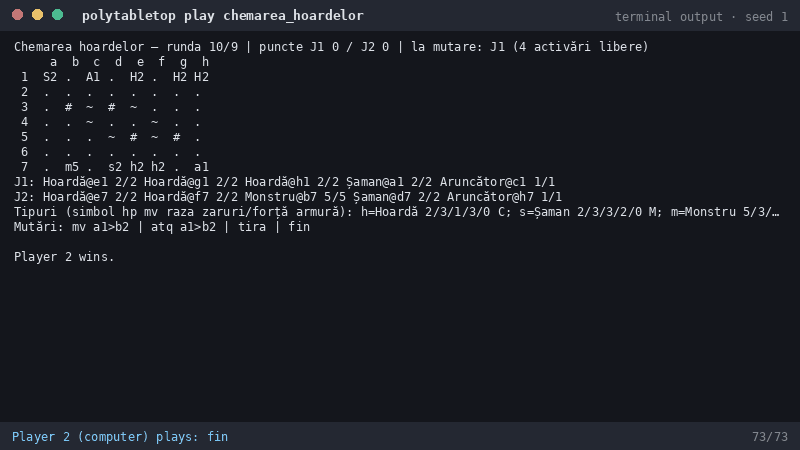 polytabletop play chemarea_hoardelor
terminal output · seed 1
Chemarea hoardelor — runda 10/9 | puncte J1 0 / J2 0 | la mutare: J1 (4 activări libere)
a b c d e f g h
1 S2 . A1 . H2 . H2 H2
2 . . . . . . . .
3 . # ~ # ~ . . .
4 . . ~ . . ~ . .
5 . . . ~ # ~ # .
6 . . . . . . . .
7 . m5 . s2 h2 h2 . a1
J1: Hoardă@e1 2/2 Hoardă@g1 2/2 Hoardă@h1 2/2 Șaman@a1 2/2 Aruncător@c1 1/1
J2: Hoardă@e7 2/2 Hoardă@f7 2/2 Monstru@b7 5/5 Șaman@d7 2/2 Aruncător@h7 1/1
Tipuri (simbol hp mv raza zaruri/forță armură): h=Hoardă 2/3/1/3/0 C; s=Șaman 2/3/3/2/0 M; m=Monstru 5/3/…
Mutări: mv a1>b2 | atq a1>b2 | tira | fin
Player 2 wins.
Player 2 (computer) plays: fin
73/73